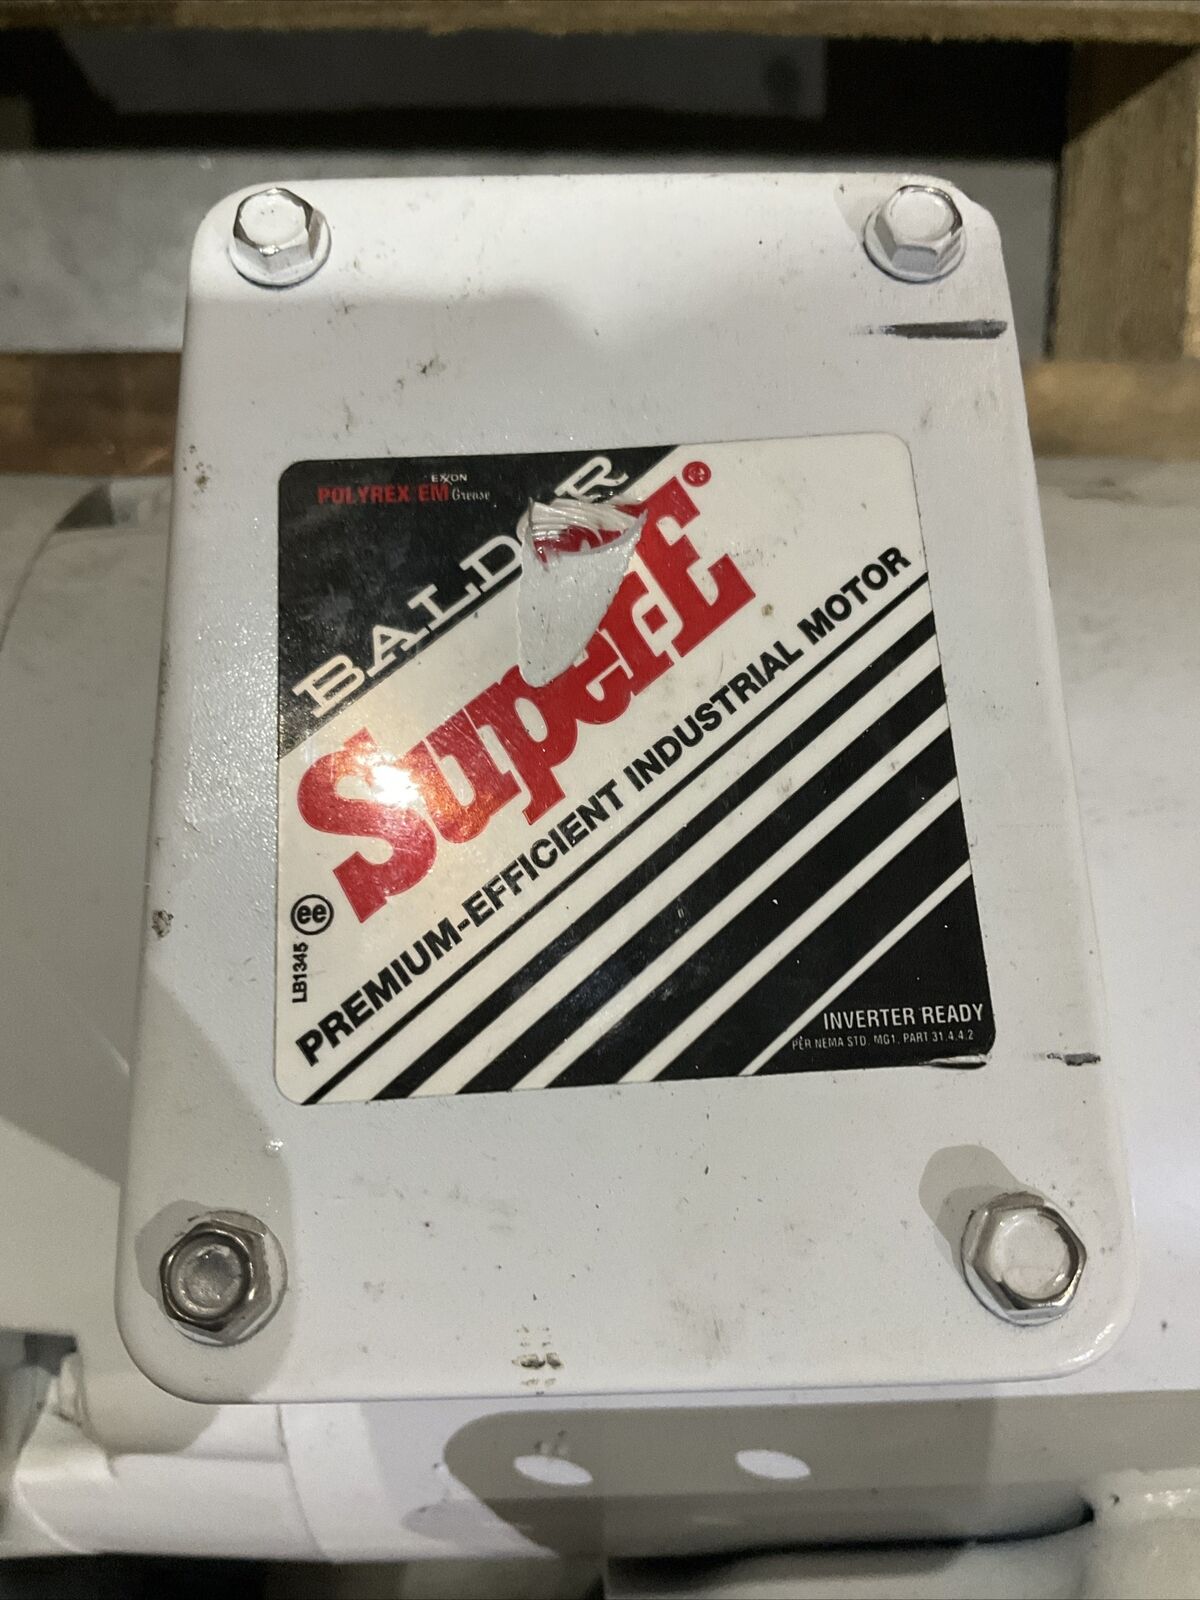 EXXON
POLYREX EM Grease
BALDOR
Super-E®
PREMIUM-EFFICIENT INDUSTRIAL MOTOR
ee
LB1345
INVERTER READY
PER NEMA STD. MG1, PART 31.4.4.2